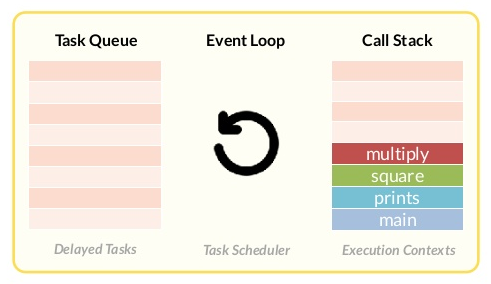 Task Queue
Event Loop
Call Stack
multiply
square
prints
main
Delayed Tasks
Task Scheduler
Execution Contexts